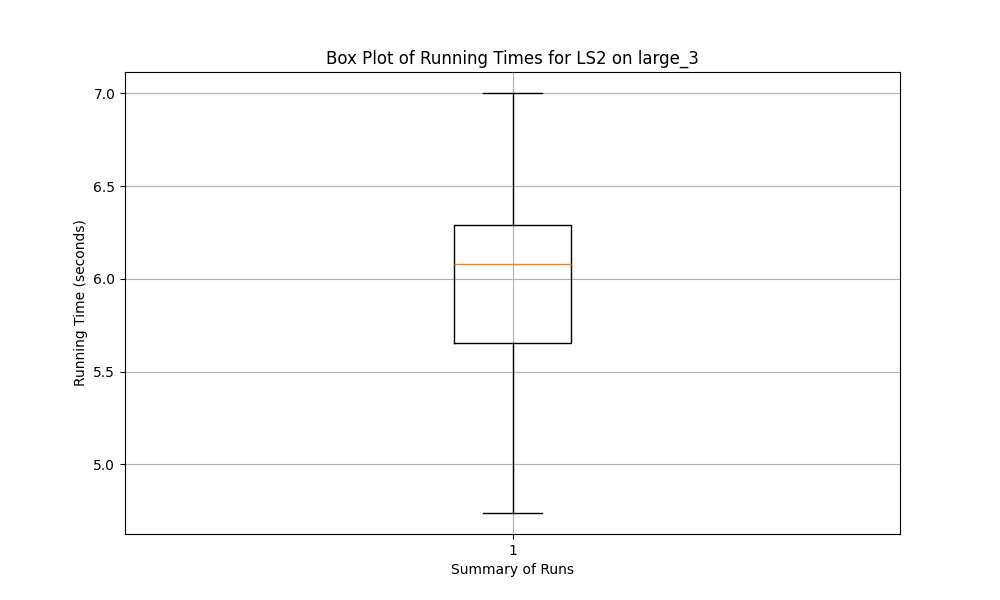 Box Plot of Running Times for LS2 on large_3
7.0
6.5
6.0
5.5
5.0
Running Time (seconds)
1
Summary of Runs